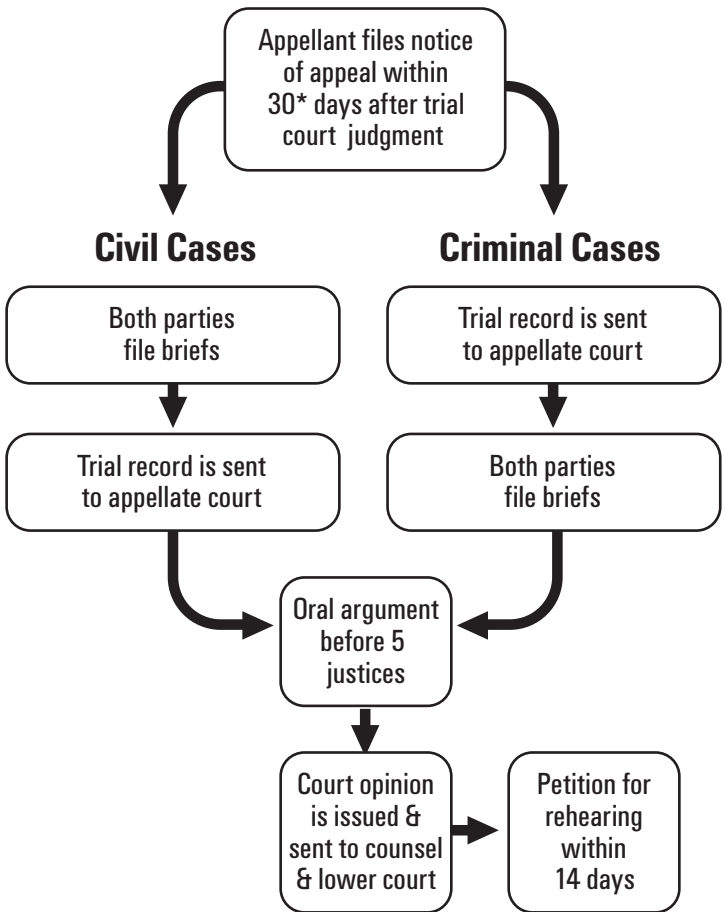 Appellant files notice
of appeal within
30* days after trial
court judgment
Civil Cases
Both parties
file briefs
Trial record is sent
to appellate court
Criminal Cases
Trial record is sent
to appellate court
Both parties
file briefs
Oral argument
before 5
justices
Court opinion
is issued &
sent to counsel
& lower court
Petition for
rehearing
within
14 days